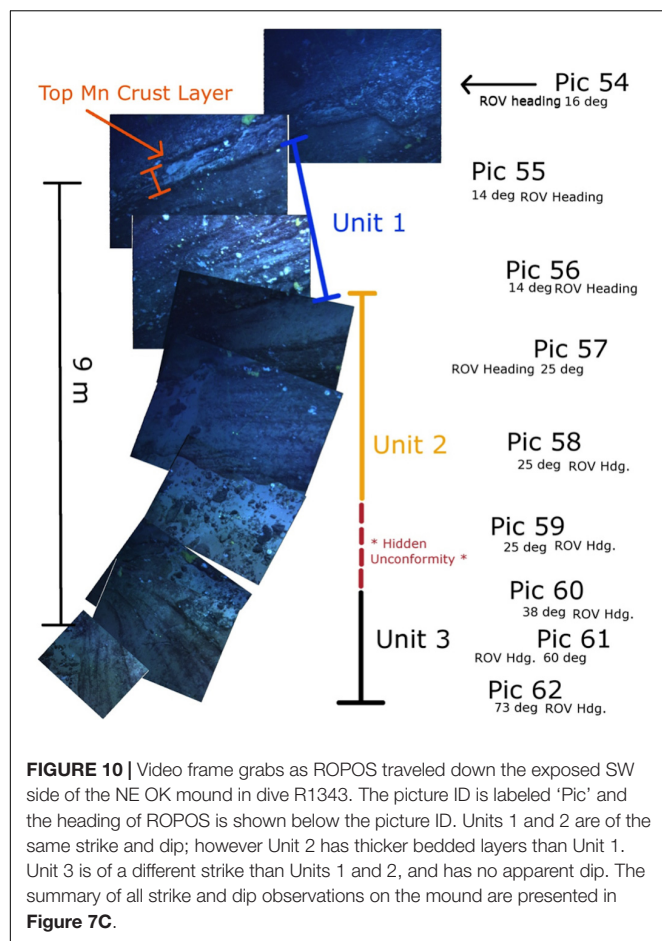 Top Mn Crust Layer
Pic 54
ROV heading 16 deg
Pic 55
14 deg ROV Heading
Unit 1
Pic 56
14 deg ROV Heading
9 m
Pic 57
ROV Heading 25 deg
Unit 2
Pic 58
25 deg ROV Hdg.
* Hidden
Unconformity *
Pic 59
25 deg ROV Hdg.
Pic 60
38 deg ROV Hdg.
Unit 3
Pic 61
ROV Hdg. 60 deg
Pic 62
73 deg ROV Hdg.
FIGURE 10 | Video frame grabs as ROPOS traveled down the exposed SW
side of the NE OK mound in dive R1343. The picture ID is labeled ‘Pic’ and
the heading of ROPOS is shown below the picture ID. Units 1 and 2 are of the
same strike and dip; however Unit 2 has thicker bedded layers than Unit 1.
Unit 3 is of a different strike than Units 1 and 2, and has no apparent dip. The
summary of all strike and dip observations on the mound are presented in
Figure 7C.